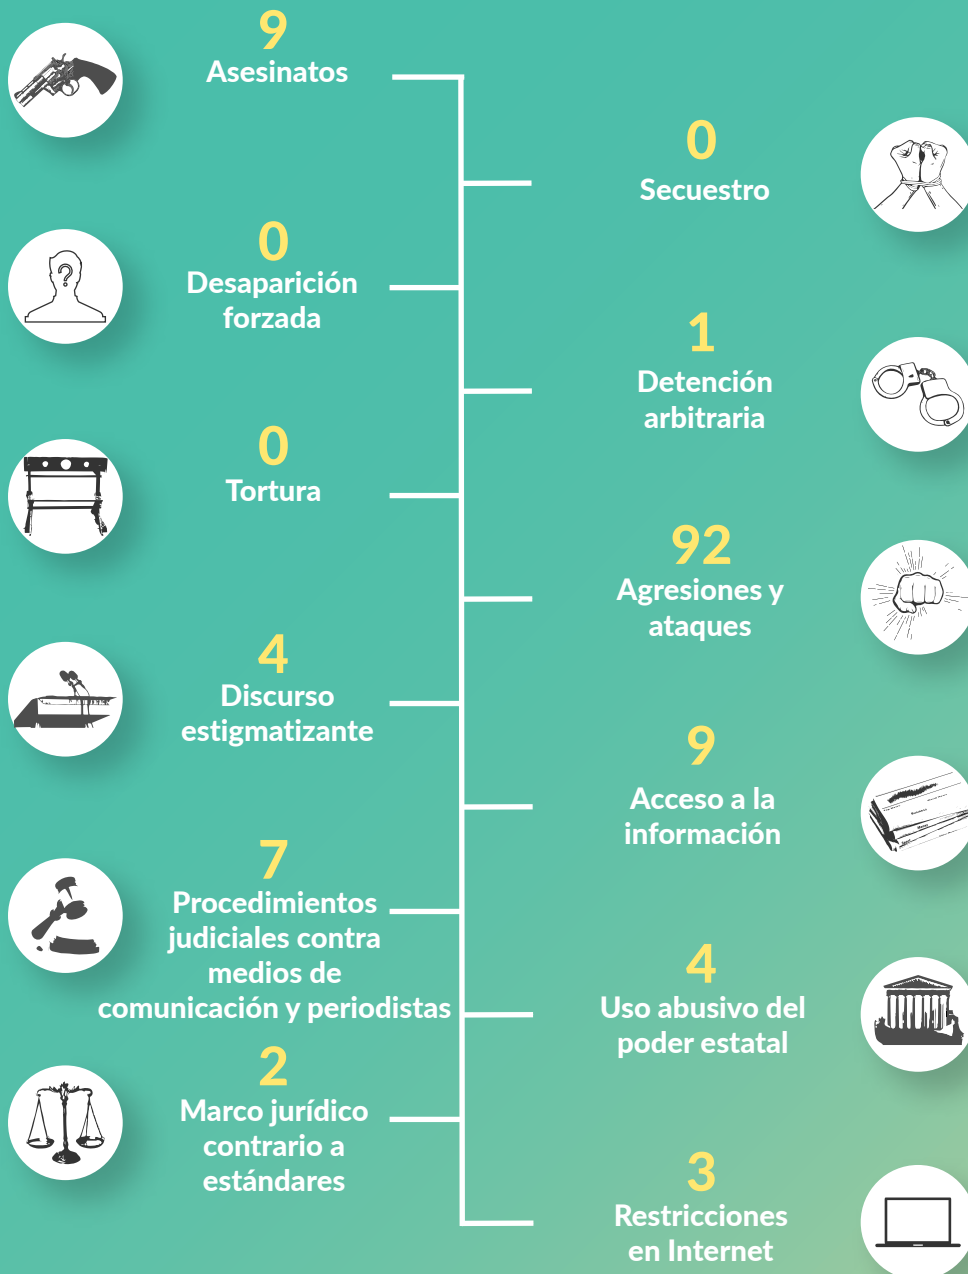 9
Asesinatos
0
Secuestro
0
Desaparición
forzada
1
Detención
arbitraria
0
Tortura
92
Agresiones y
ataques
4
Discurso
estigmatizante
9
Acceso a la
información
7
Procedimientos
judiciales contra
medios de
comunicación y periodistas
4
Uso abusivo del
poder estatal
2
Marco jurídico
contrario a
estándares
3
Restricciones
en Internet